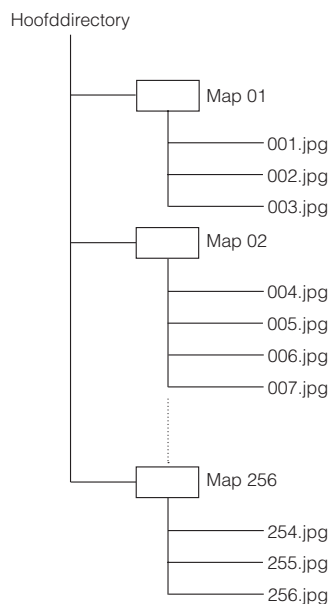 Hoofddirectory
Map 01
001.jpg
002.jpg
003.jpg
Map 02
004.jpg
005.jpg
006.jpg
007.jpg
Map 256
254.jpg
255.jpg
256.jpg